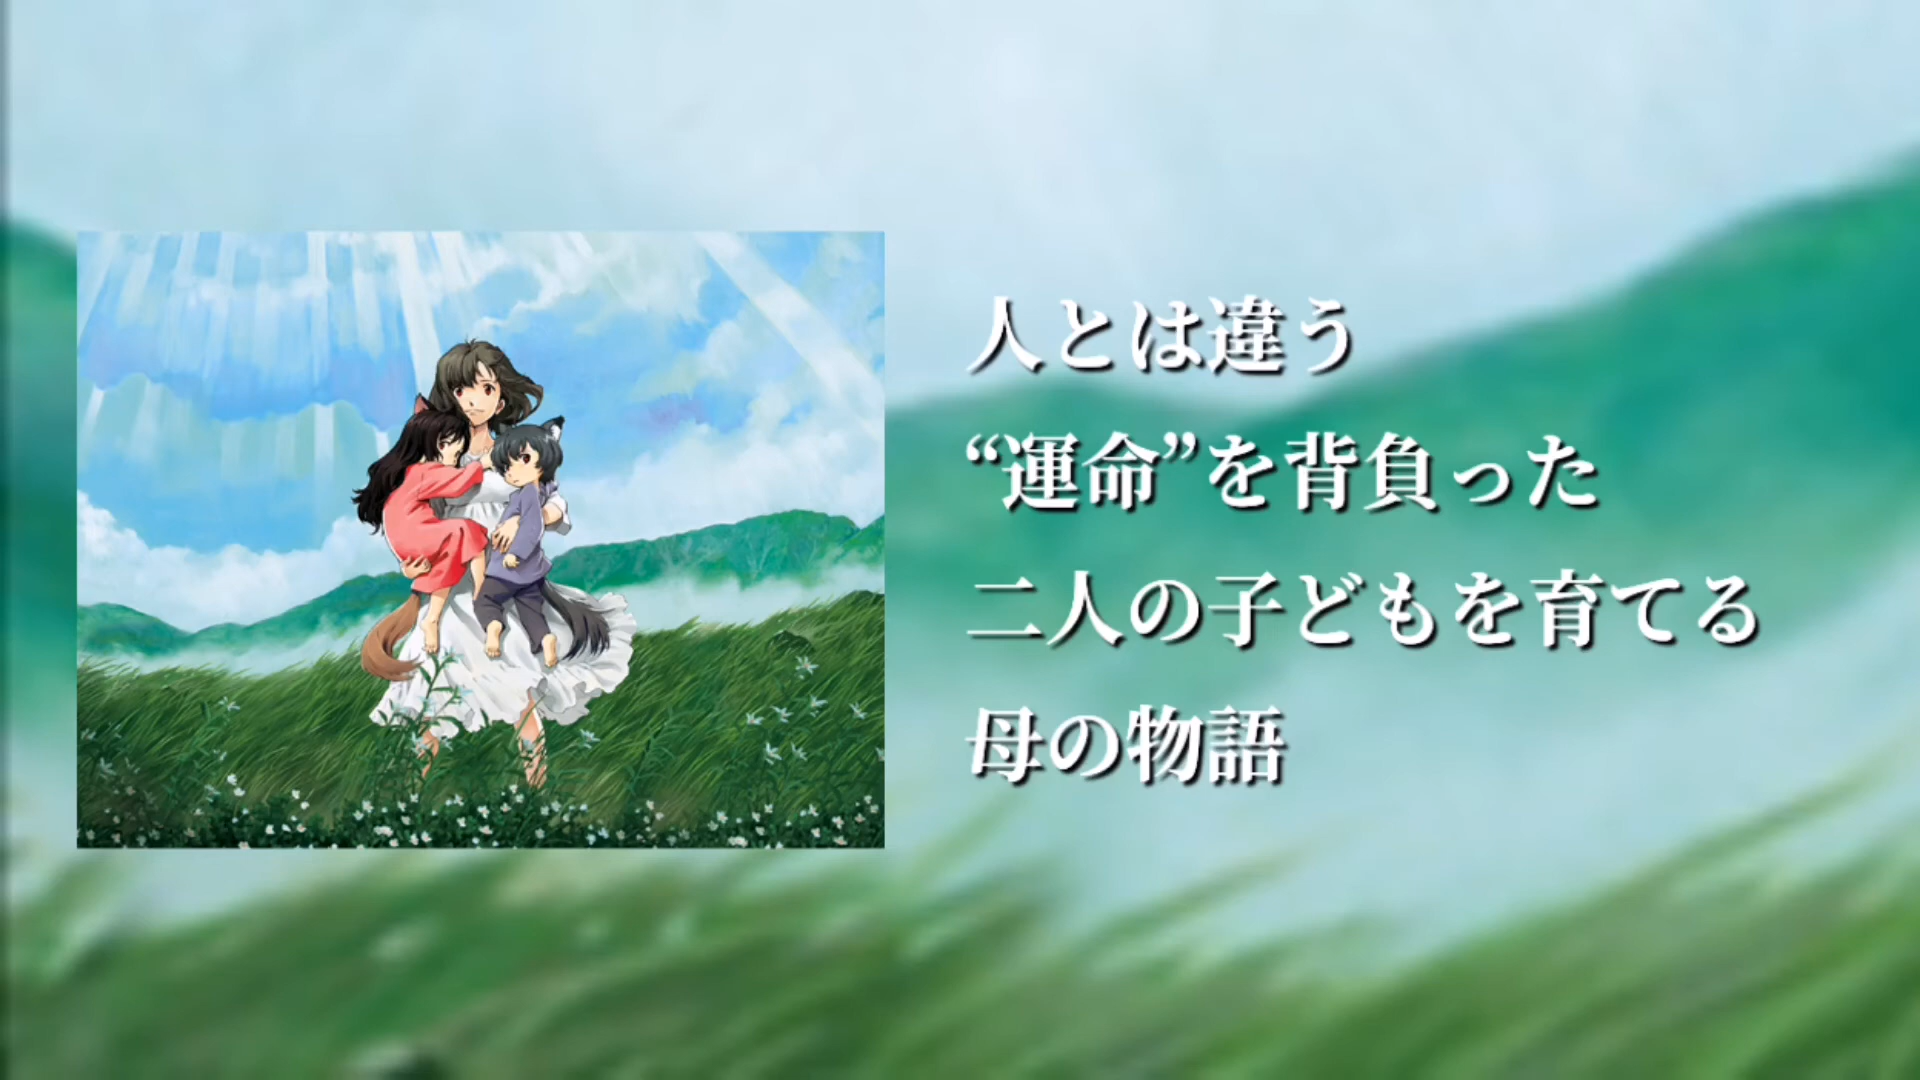 人とは違う
“運命”を背負った
二人の子どもを育てる
母の物語